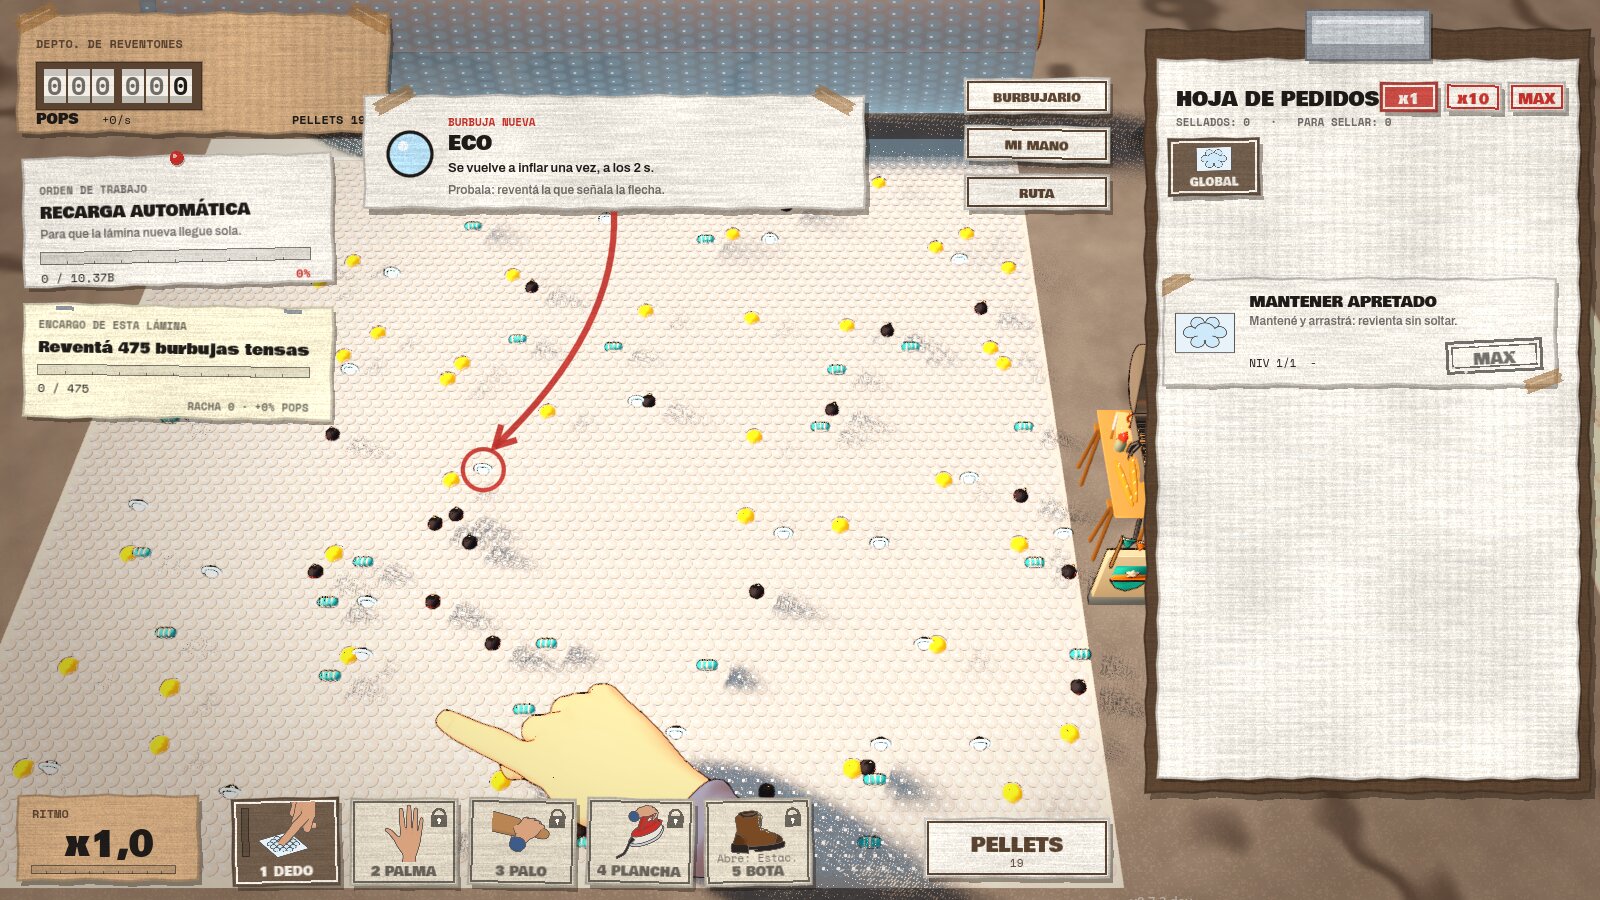 DEPTO. DE REVENTONES
000 000
POPS +0/s PELLETS 19
ORDEN DE TRABAJO
RECARGA AUTOMÁTICA
Para que la lámina nueva llegue sola.
0 / 10.37B 0%
ENCARGO DE ESTA LÁMINA
Reventá 475 burbujas tensas
0 / 475
RACHA 0 · +0% POPS
BURBUJA NUEVA
ECO
Se vuelve a inflar una vez, a los 2 s.
Probala: reventá la que señala la flecha.
BURBUJARIO
MI MANO
RUTA
HOJA DE PEDIDOS x1 x10 MAX
SELLADOS: 0 · PARA SELLAR: 0
GLOBAL
MANTENER APRETADO
Mantené y arrastrá: revienta sin soltar.
NIV 1/1 -
MAX
RITMO
x1,0
1 DEDO
2 PALMA
3 PALO
4 PLANCHA
Abre: Estac.
5 BOTA
PELLETS
19